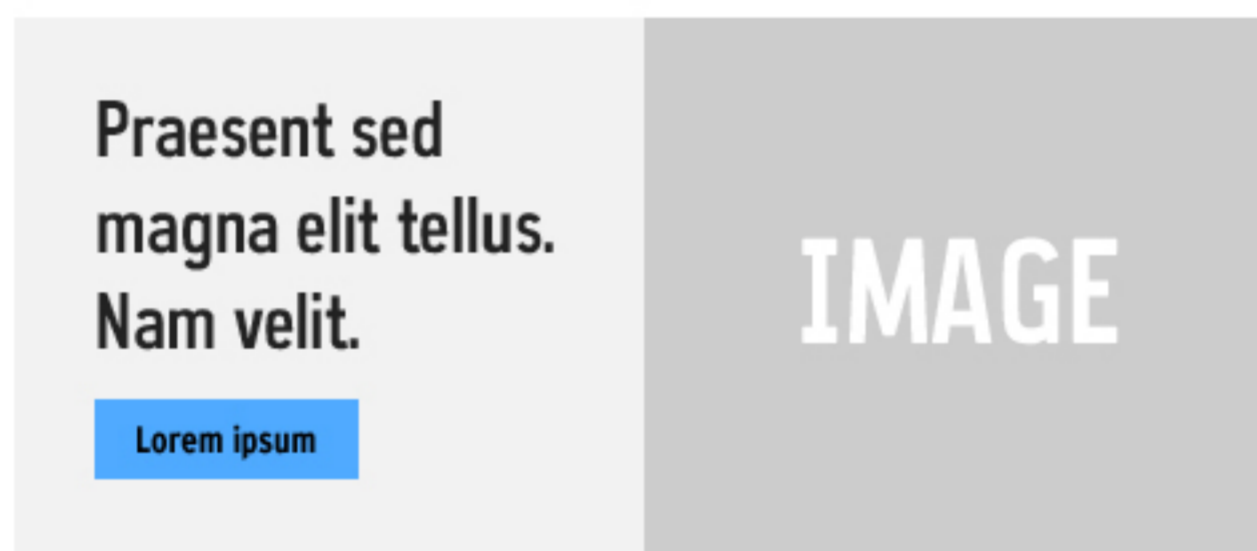 Praesent sed
magna elit tellus.
Nam velit.
Lorem ipsum
IMAGE